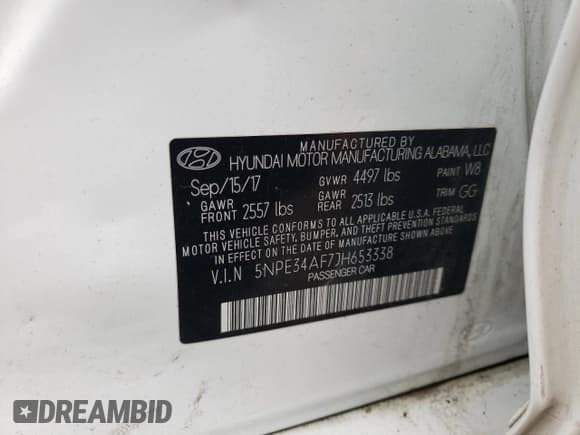 MANUFACTURED BY
HYUNDAI MOTOR MANUFACTURING ALABAMA, LLC
Sep/15/17 GVWR 4497 lbs PAINT W8
GAWR FRONT 2557 lbs GAWR REAR 2513 lbs TRIM GG
THIS VEHICLE CONFORMS TO ALL APPLICABLE U.S.A. FEDERAL
MOTOR VEHICLE SAFETY, BUMPER, AND THEFT PREVENTION STANDARDS
IN EFFECT ON THE DATE OF MANUFACTURE SHOWN ABOVE
V.I.N 5NPE34AF7JH653338
PASSENGER CAR
DREAMBID